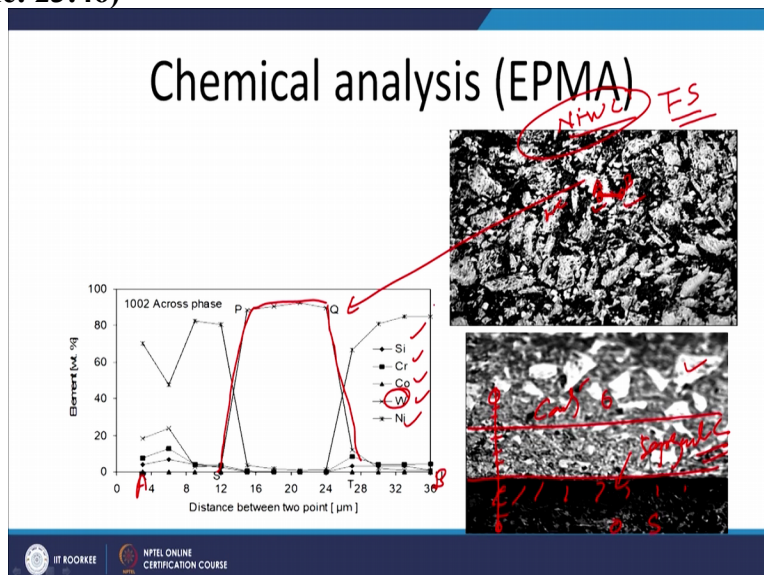 Chemical analysis (EPMA)
NiWC FS
100
80
60
40
20
0
Element [wt. %]
1002 Across phase
P
Q
S
T
Si
Cr
Co
W
Ni
A
B
0 4 8 12 16 20 24 28 32 36
Distance between two point [ µm ]
IIT ROORKEE
NPTEL ONLINE
CERTIFICATION COURSE